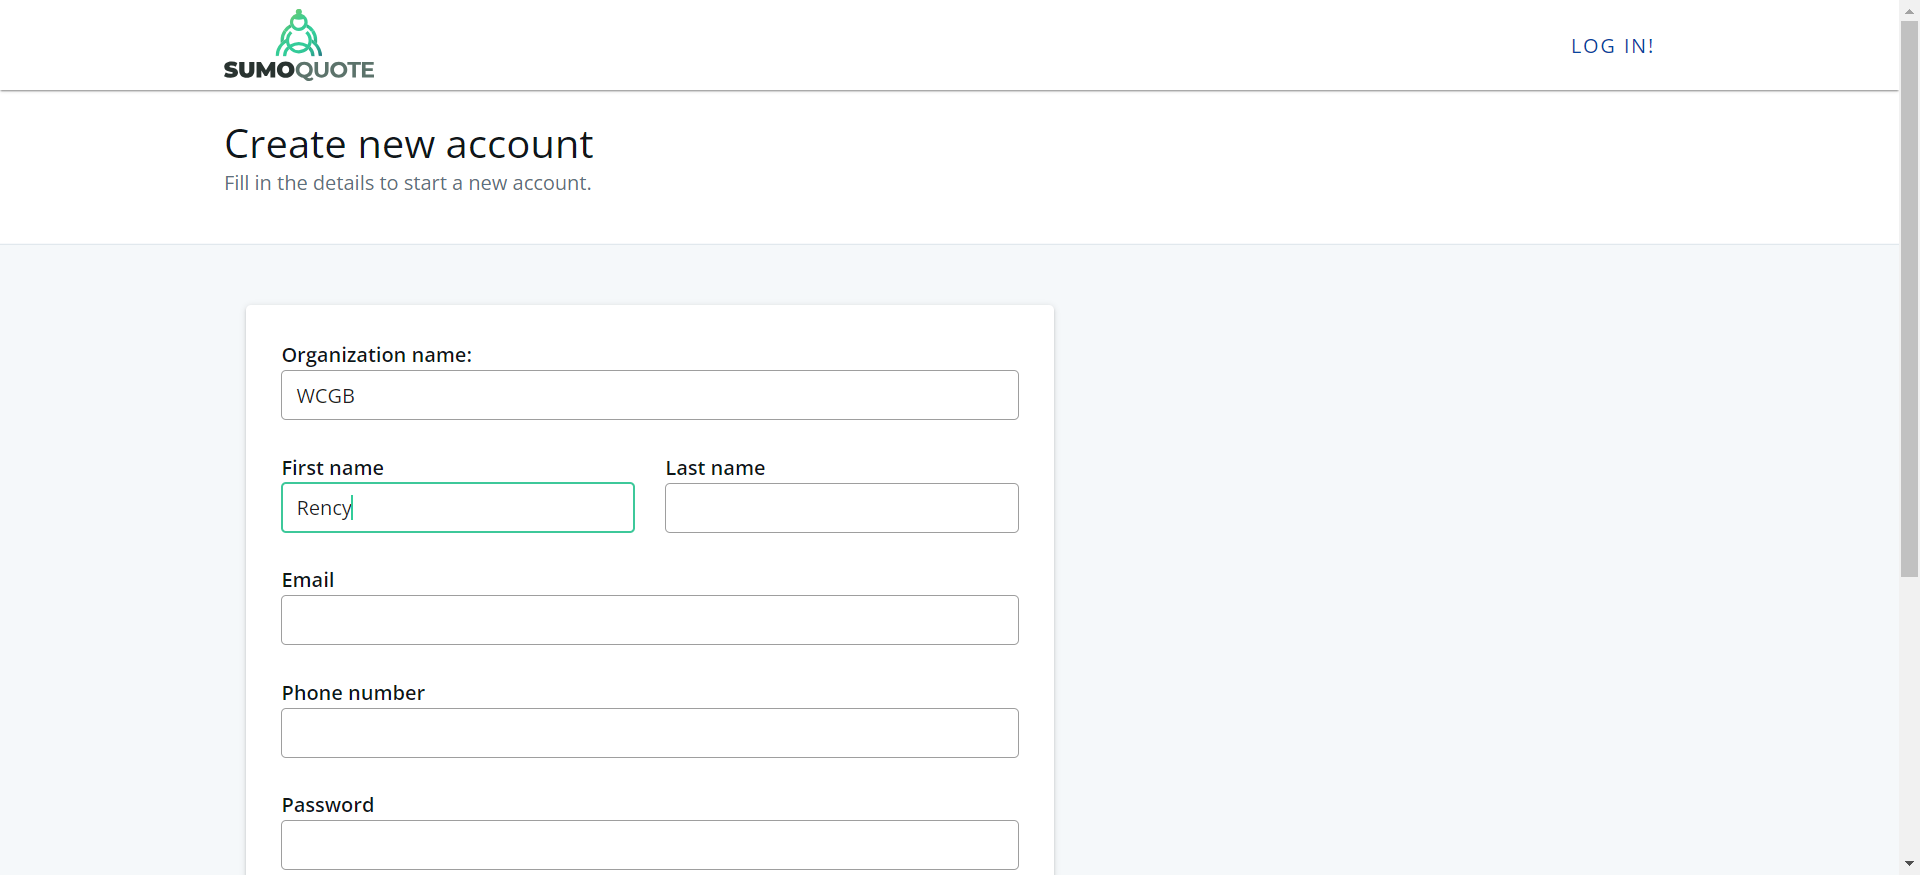 SUMOQUOTE
LOG IN!
Create new account
Fill in the details to start a new account.
Organization name:
WCGB
First name
Last name
Rency
Email
Phone number
Password